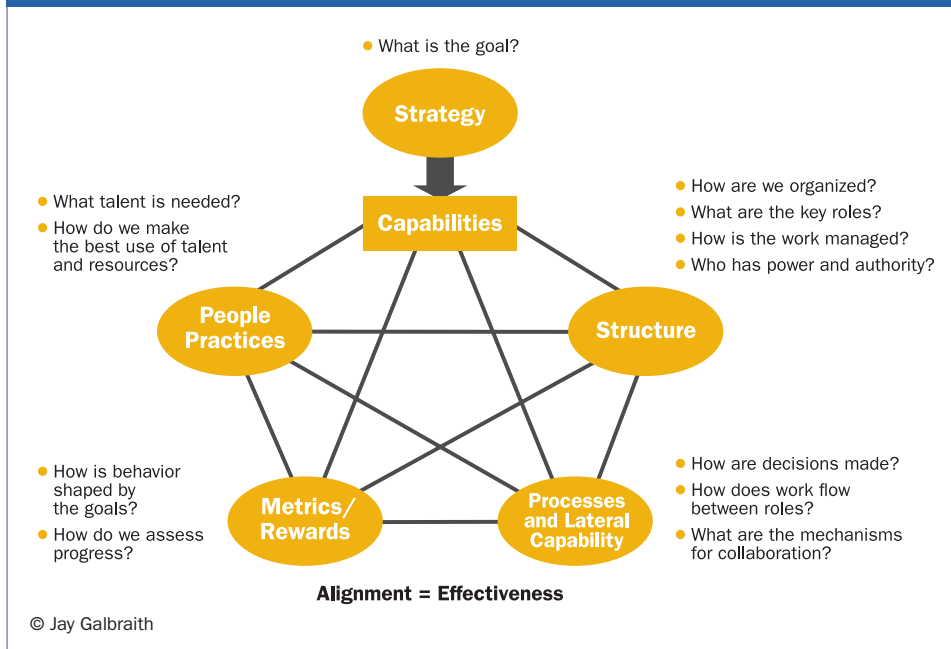 What is the goal?
Strategy
Capabilities
What talent is needed?
How do we make
the best use of talent
and resources?
How are we organized?
What are the key roles?
How is the work managed?
Who has power and authority?
People
Practices
Structure
How is behavior
shaped by
the goals?
How do we assess
progress?
Metrics/
Rewards
Processes
and Lateral
Capability
How are decisions made?
How does work flow
between roles?
What are the mechanisms
for collaboration?
Alignment = Effectiveness
© Jay Galbraith